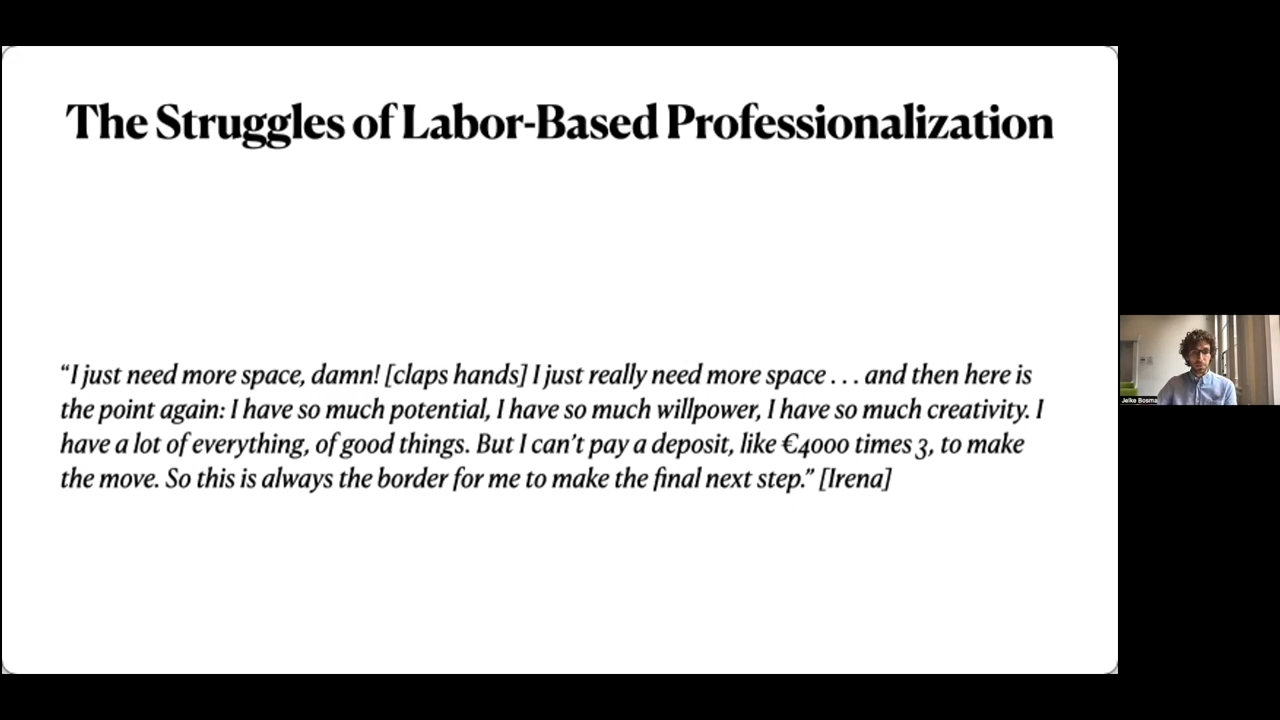 The Struggles of Labor-Based Professionalization
“I just need more space, damn! [claps hands] I just really need more space . . . and then here is
the point again: I have so much potential, I have so much willpower, I have so much creativity. I
have a lot of everything, of good things. But I can’t pay a deposit, like €4000 times 3, to make
the move. So this is always the border for me to make the final next step.” [Irena]
Jelke Bosma